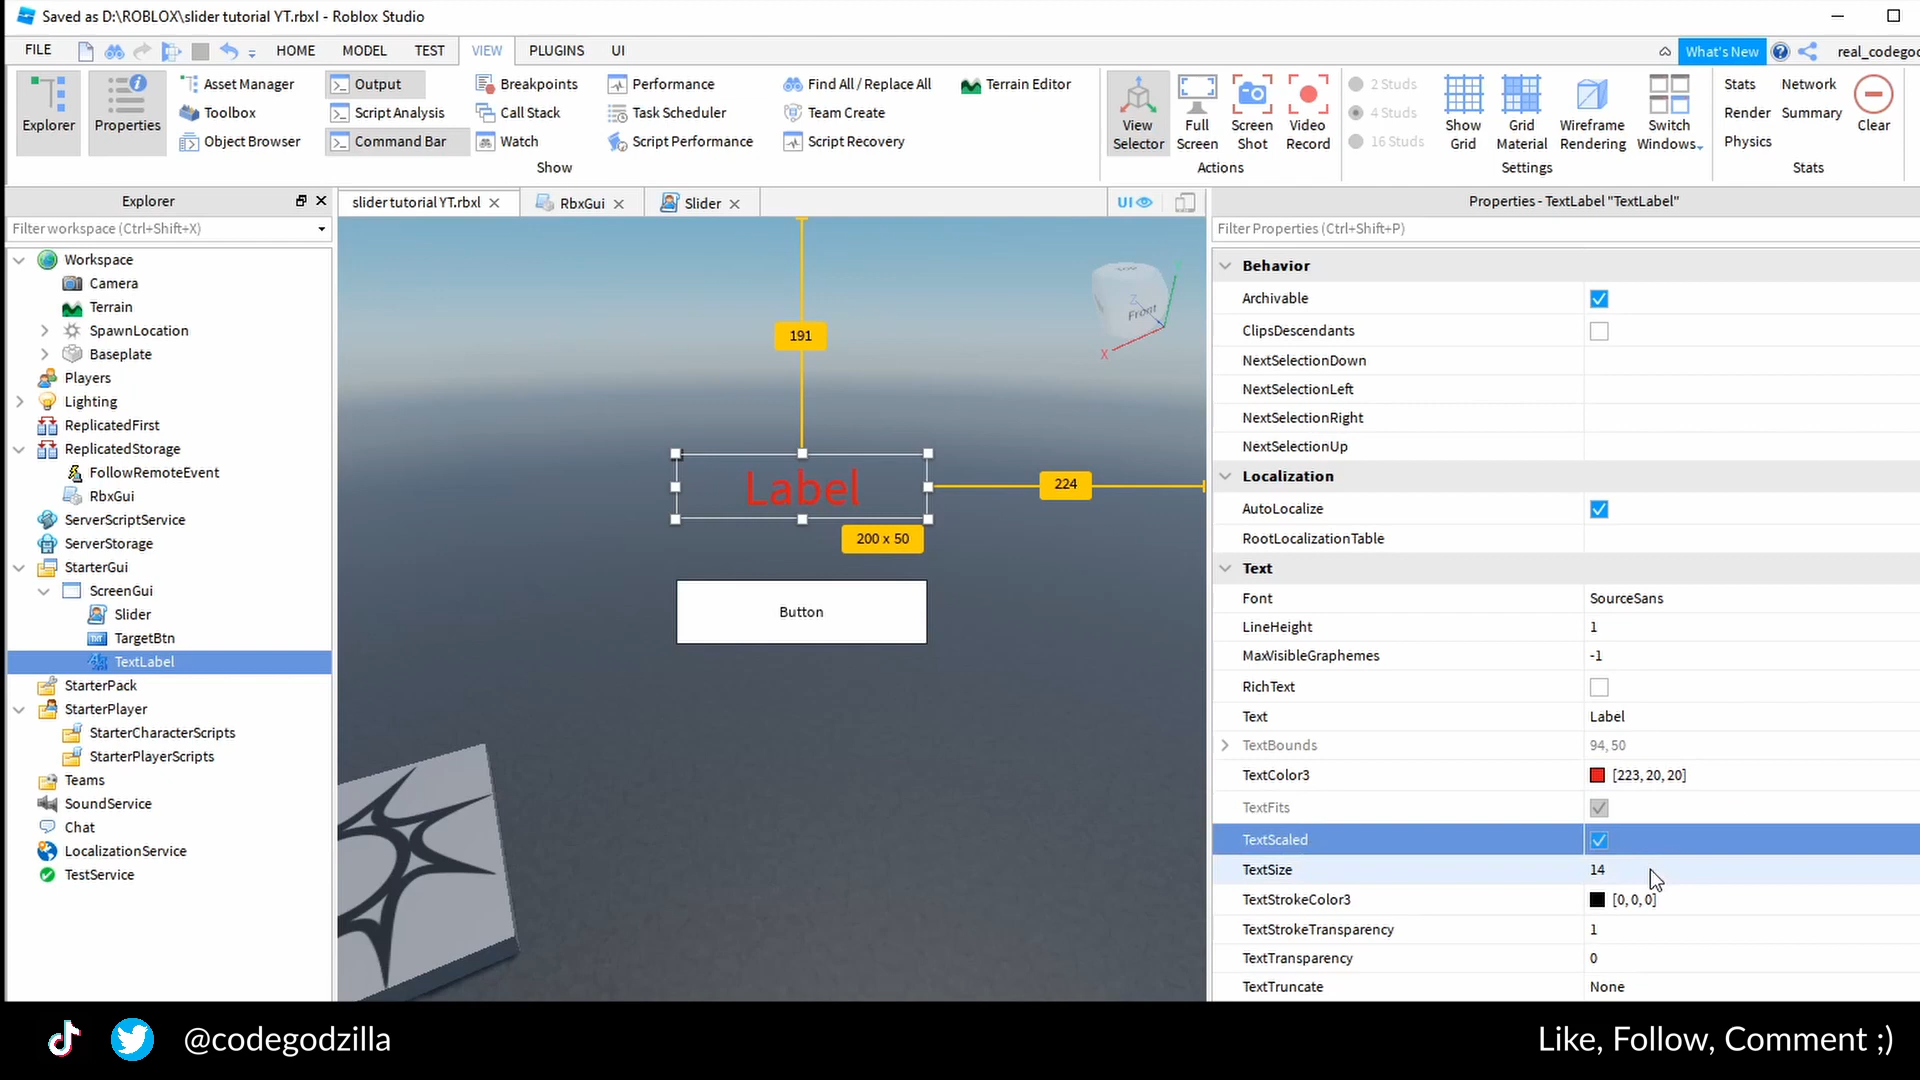 Saved as D:\ROBLOX\slider tutorial YT.rbxl - Roblox Studio
FILE HOME MODEL TEST VIEW PLUGINS UI What's New real_codegod
Explorer
Properties
Asset Manager
Toolbox
Object Browser
Output
Script Analysis
Command Bar
Breakpoints
Call Stack
Watch
Performance
Task Scheduler
Script Performance
Find All / Replace All
Team Create
Script Recovery
Terrain Editor
Show
View Selector
Full Screen
Screen Shot
Video Record
Actions
2 Studs
4 Studs
16 Studs
Show Grid
Grid Material
Wireframe Rendering
Switch Windows
Settings
Stats
Render
Physics
Network
Summary
Clear
Stats
Explorer
Filter workspace (Ctrl+Shift+X)
Workspace
Camera
Terrain
SpawnLocation
Baseplate
Players
Lighting
ReplicatedFirst
ReplicatedStorage
FollowRemoteEvent
RbxGui
ServerScriptService
ServerStorage
StarterGui
ScreenGui
Slider
TargetBtn
TextLabel
StarterPack
StarterPlayer
StarterCharacterScripts
StarterPlayerScripts
Teams
SoundService
Chat
LocalizationService
TestService
slider tutorial YT.rbxl RbxGui Slider UI
191
Z
Front
X
Label
224
200 x 50
Button
Properties - TextLabel "TextLabel"
Filter Properties (Ctrl+Shift+P)
Behavior
Archivable
ClipsDescendants
NextSelectionDown
NextSelectionLeft
NextSelectionRight
NextSelectionUp
Localization
AutoLocalize
RootLocalizationTable
Text
Font SourceSans
LineHeight 1
MaxVisibleGraphemes -1
RichText
Text Label
TextBounds 94, 50
TextColor3 [223, 20, 20]
TextFits
TextScaled
TextSize 14
TextStrokeColor3 [0, 0, 0]
TextStrokeTransparency 1
TextTransparency 0
TextTruncate None
@codegodzilla
Like, Follow, Comment ;)